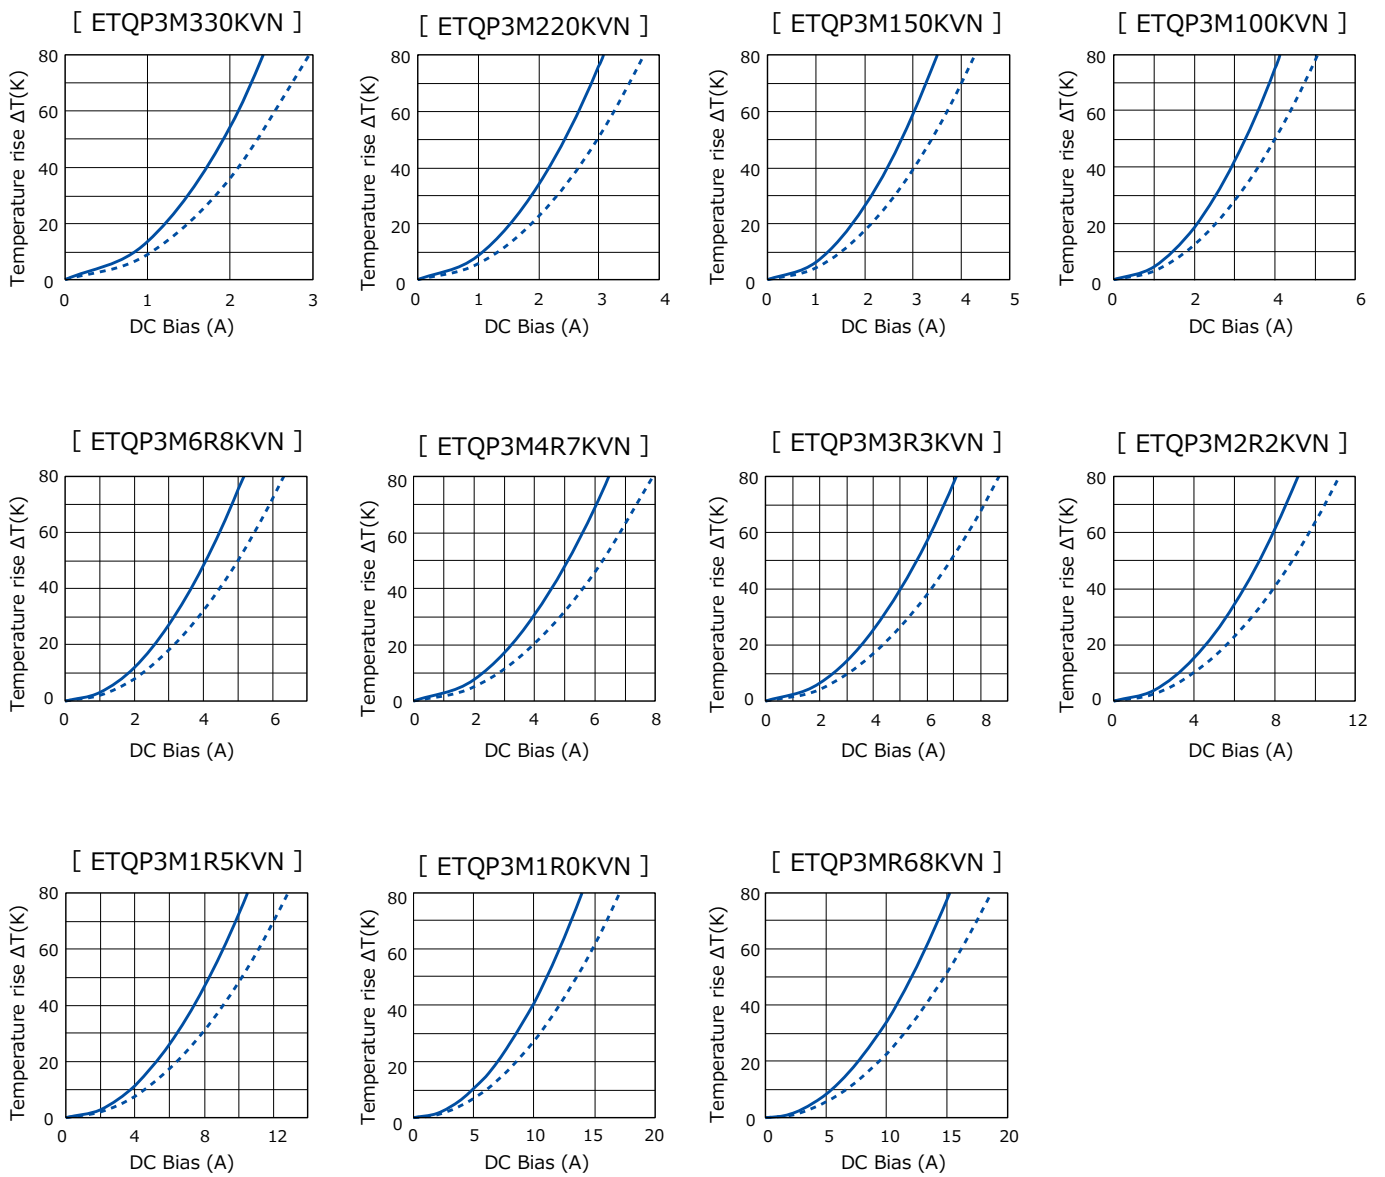 [ ETQP3M330KVN ]
Temperature rise ΔT(K)
80
60
40
20
0
0 1 2 3
DC Bias (A)
[ ETQP3M220KVN ]
Temperature rise ΔT(K)
80
60
40
20
0
0 1 2 3 4
DC Bias (A)
[ ETQP3M150KVN ]
Temperature rise ΔT(K)
80
60
40
20
0
0 1 2 3 4 5
DC Bias (A)
[ ETQP3M100KVN ]
Temperature rise ΔT(K)
80
60
40
20
0
0 2 4 6
DC Bias (A)
[ ETQP3M6R8KVN ]
Temperature rise ΔT(K)
80
60
40
20
0
0 2 4 6
DC Bias (A)
[ ETQP3M4R7KVN ]
Temperature rise ΔT(K)
80
60
40
20
0
0 2 4 6 8
DC Bias (A)
[ ETQP3M3R3KVN ]
Temperature rise ΔT(K)
80
60
40
20
0
0 2 4 6 8
DC Bias (A)
[ ETQP3M2R2KVN ]
Temperature rise ΔT(K)
80
60
40
20
0
0 4 8 12
DC Bias (A)
[ ETQP3M1R5KVN ]
Temperature rise ΔT(K)
80
60
40
20
0
0 4 8 12
DC Bias (A)
[ ETQP3M1R0KVN ]
Temperature rise ΔT(K)
80
60
40
20
0
0 5 10 15 20
DC Bias (A)
[ ETQP3MR68KVN ]
Temperature rise ΔT(K)
80
60
40
20
0
0 5 10 15 20
DC Bias (A)